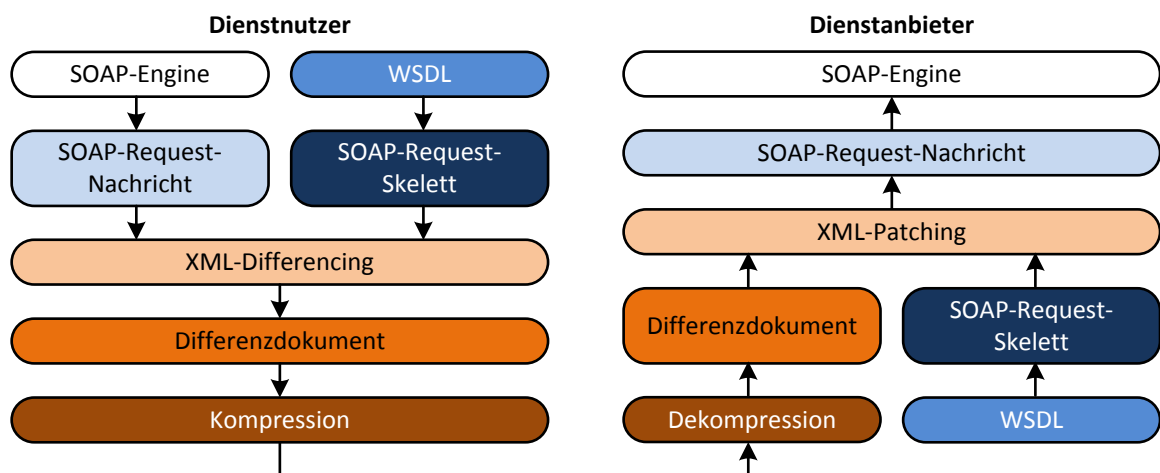 Dienstnutzer
SOAP-Engine
WSDL
SOAP-Request-
Nachricht
SOAP-Request-
Skelett
XML-Differencing
Differenzdokument
Kompression
Dienstanbieter
SOAP-Engine
SOAP-Request-Nachricht
XML-Patching
Differenzdokument
SOAP-Request-
Skelett
Dekompression
WSDL